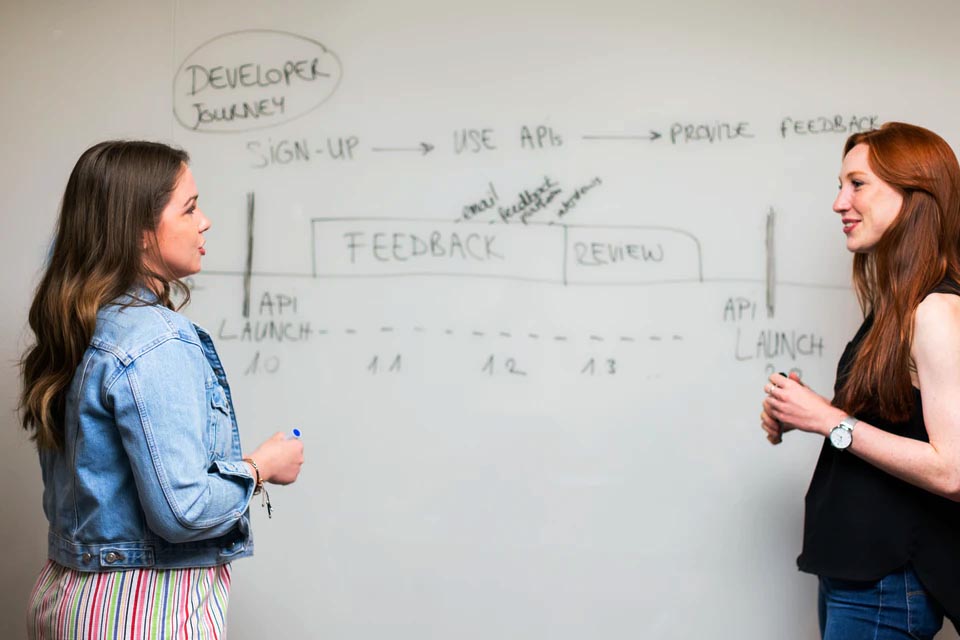 DEVELOPER
JOURNEY
SIGN-UP → USE APIs → PROVIZE FEEDBACK
email
feedback
FEEDBACK
REVIEW
API
LAUNCH
1.0
1.1
1.2
1.3
API
LAUNCH